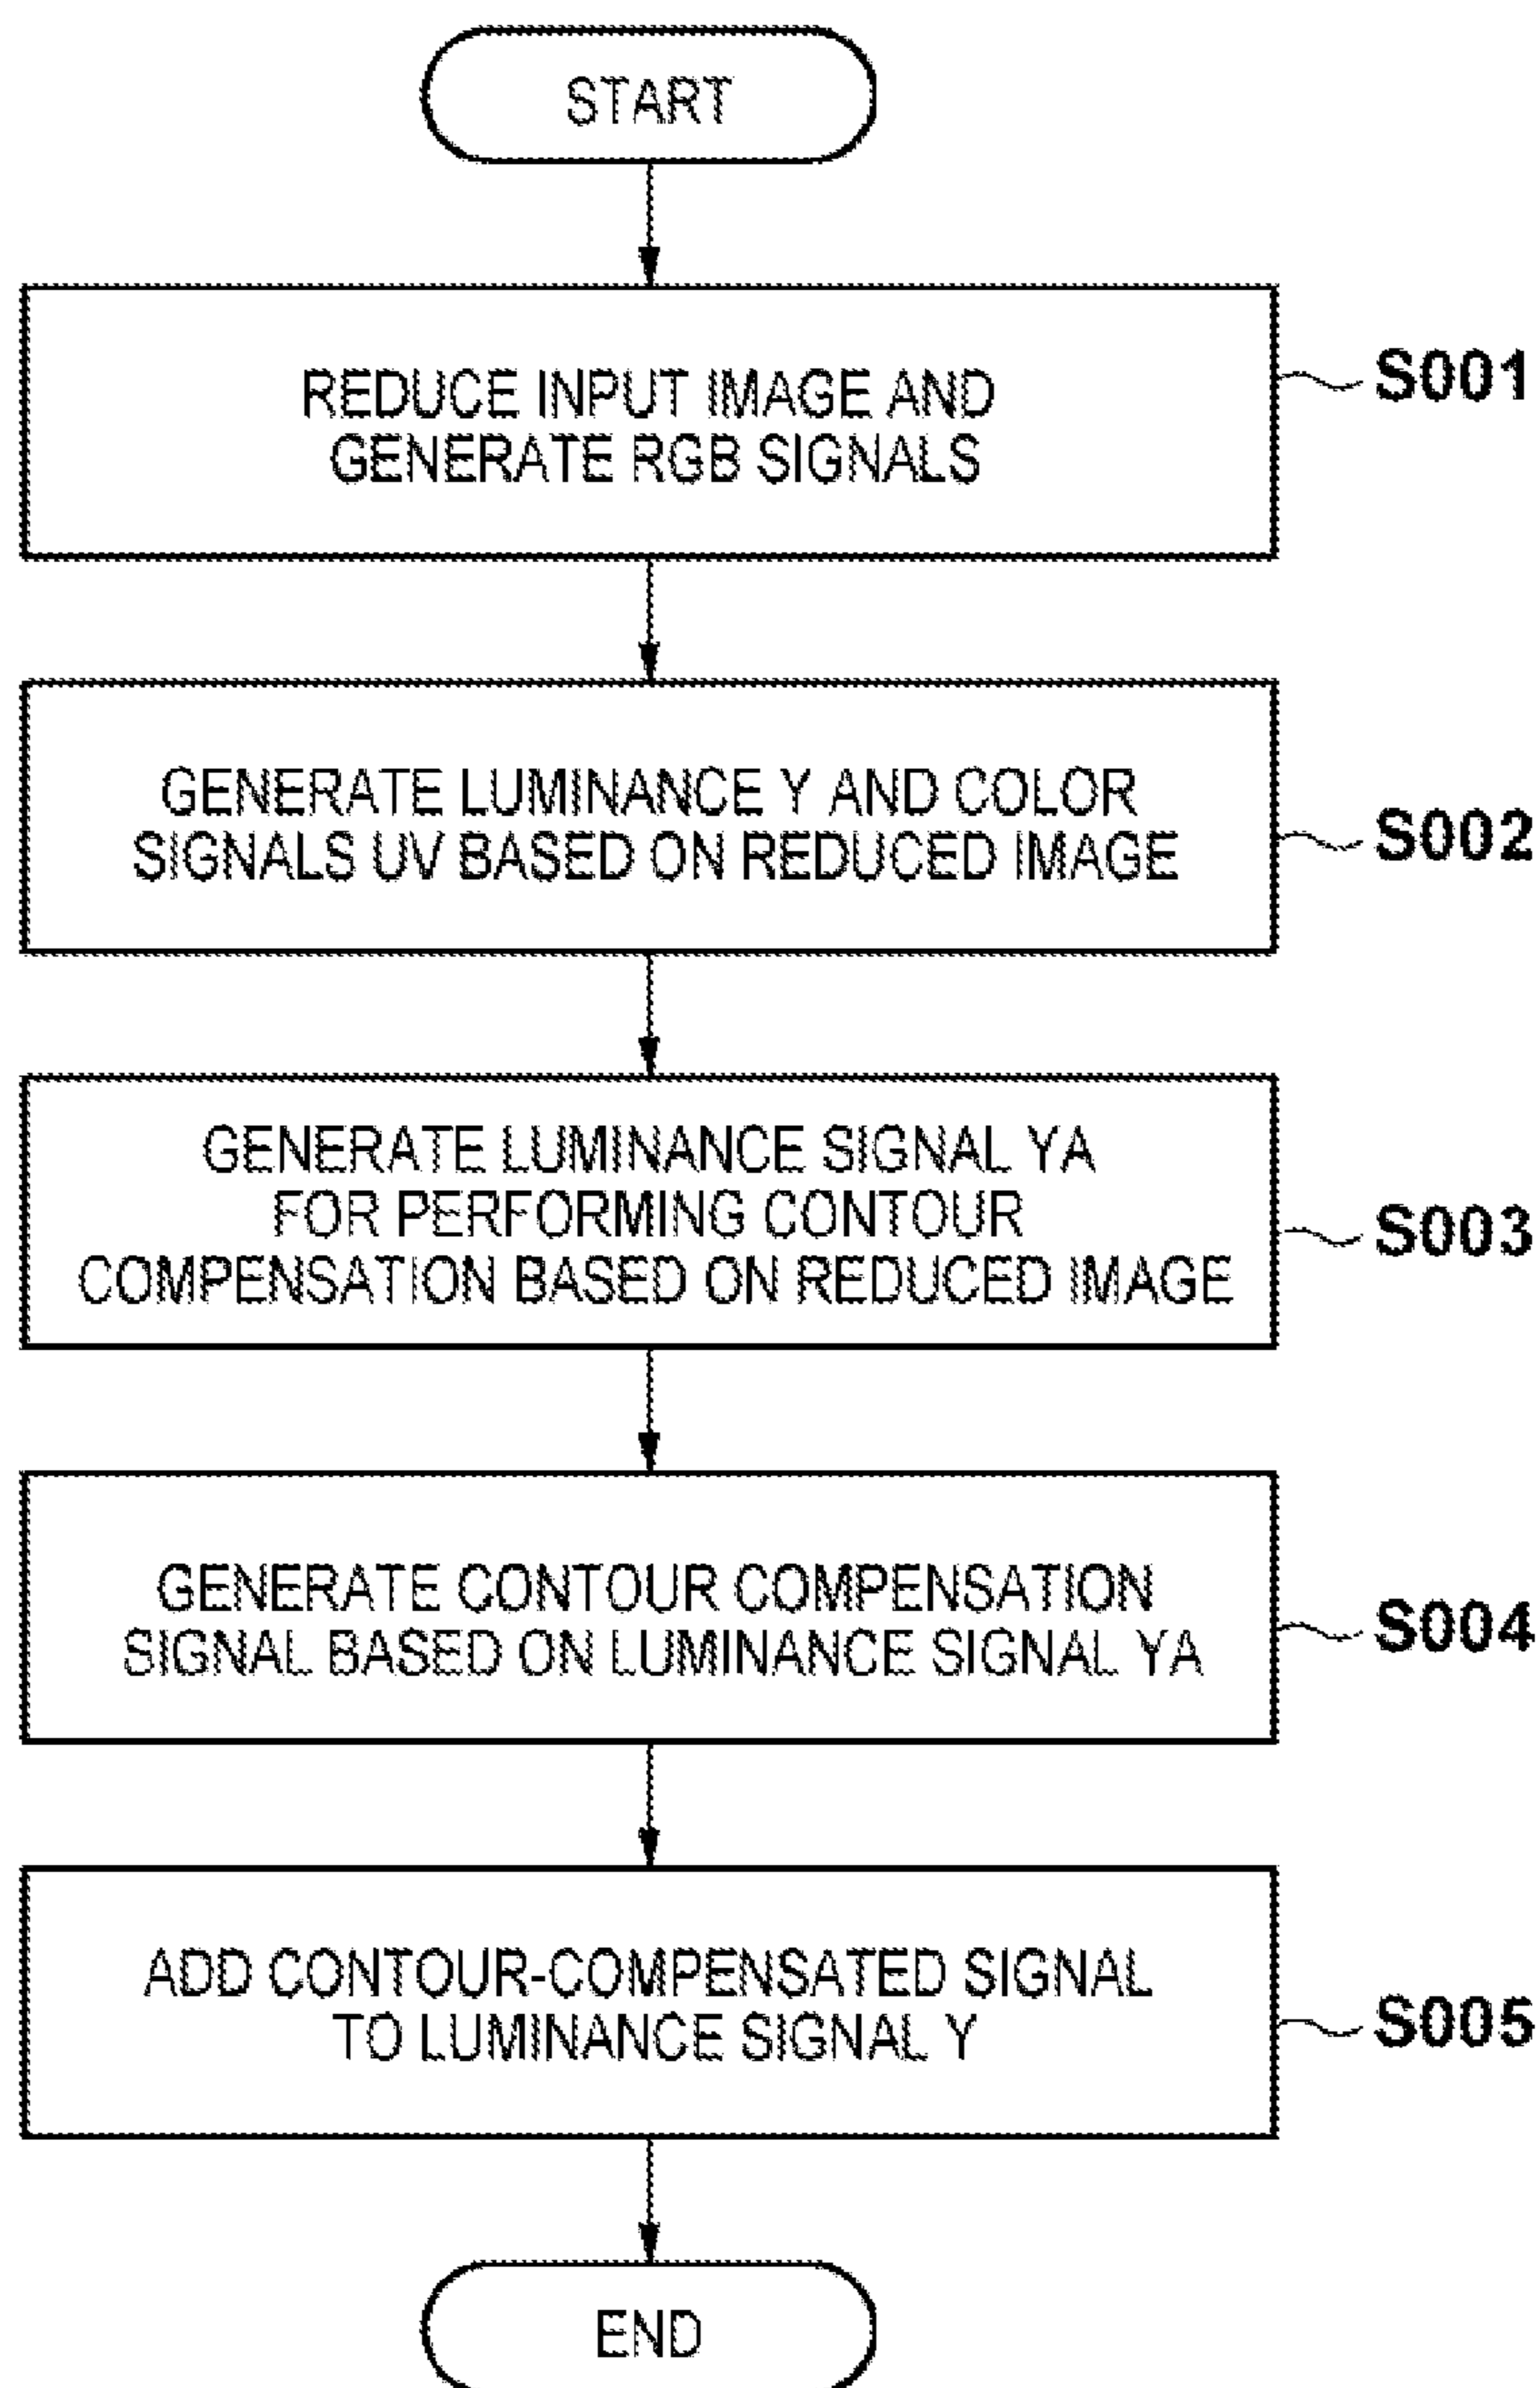 START
REDUCE INPUT IMAGE AND
GENERATE RGB SIGNALS
S001
GENERATE LUMINANCE Y AND COLOR
SIGNALS UV BASED ON REDUCED IMAGE
S002
GENERATE LUMINANCE SIGNAL YA
FOR PERFORMING CONTOUR
COMPENSATION BASED ON REDUCED IMAGE
S003
GENERATE CONTOUR COMPENSATION
SIGNAL BASED ON LUMINANCE SIGNAL YA
S004
ADD CONTOUR-COMPENSATED SIGNAL
TO LUMINANCE SIGNAL Y
S005
END